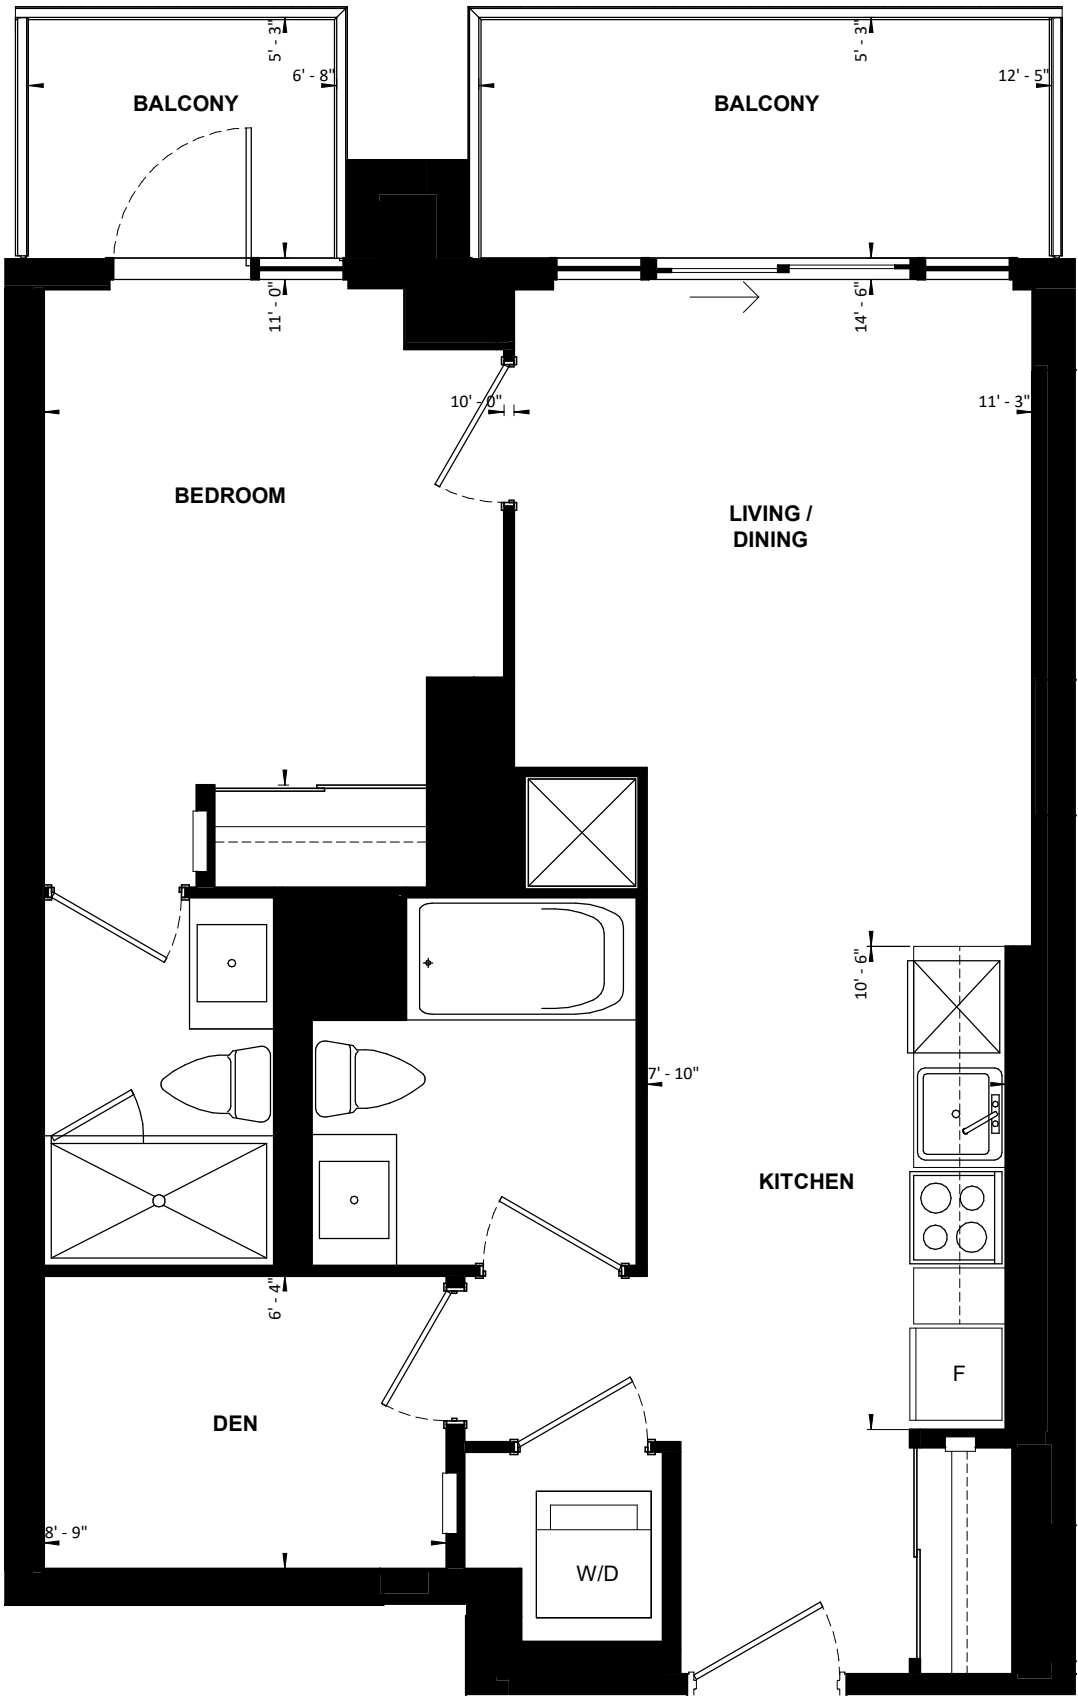 5' - 3"
5' - 3"
6' - 8"
12' - 5"
BALCONY
BALCONY
11' - 0"
14' - 6"
10' - 0"
11' - 3"
BEDROOM
LIVING /
DINING
10' - 6"
7' - 10"
KITCHEN
6' - 4"
F
DEN
8' - 9"
W/D